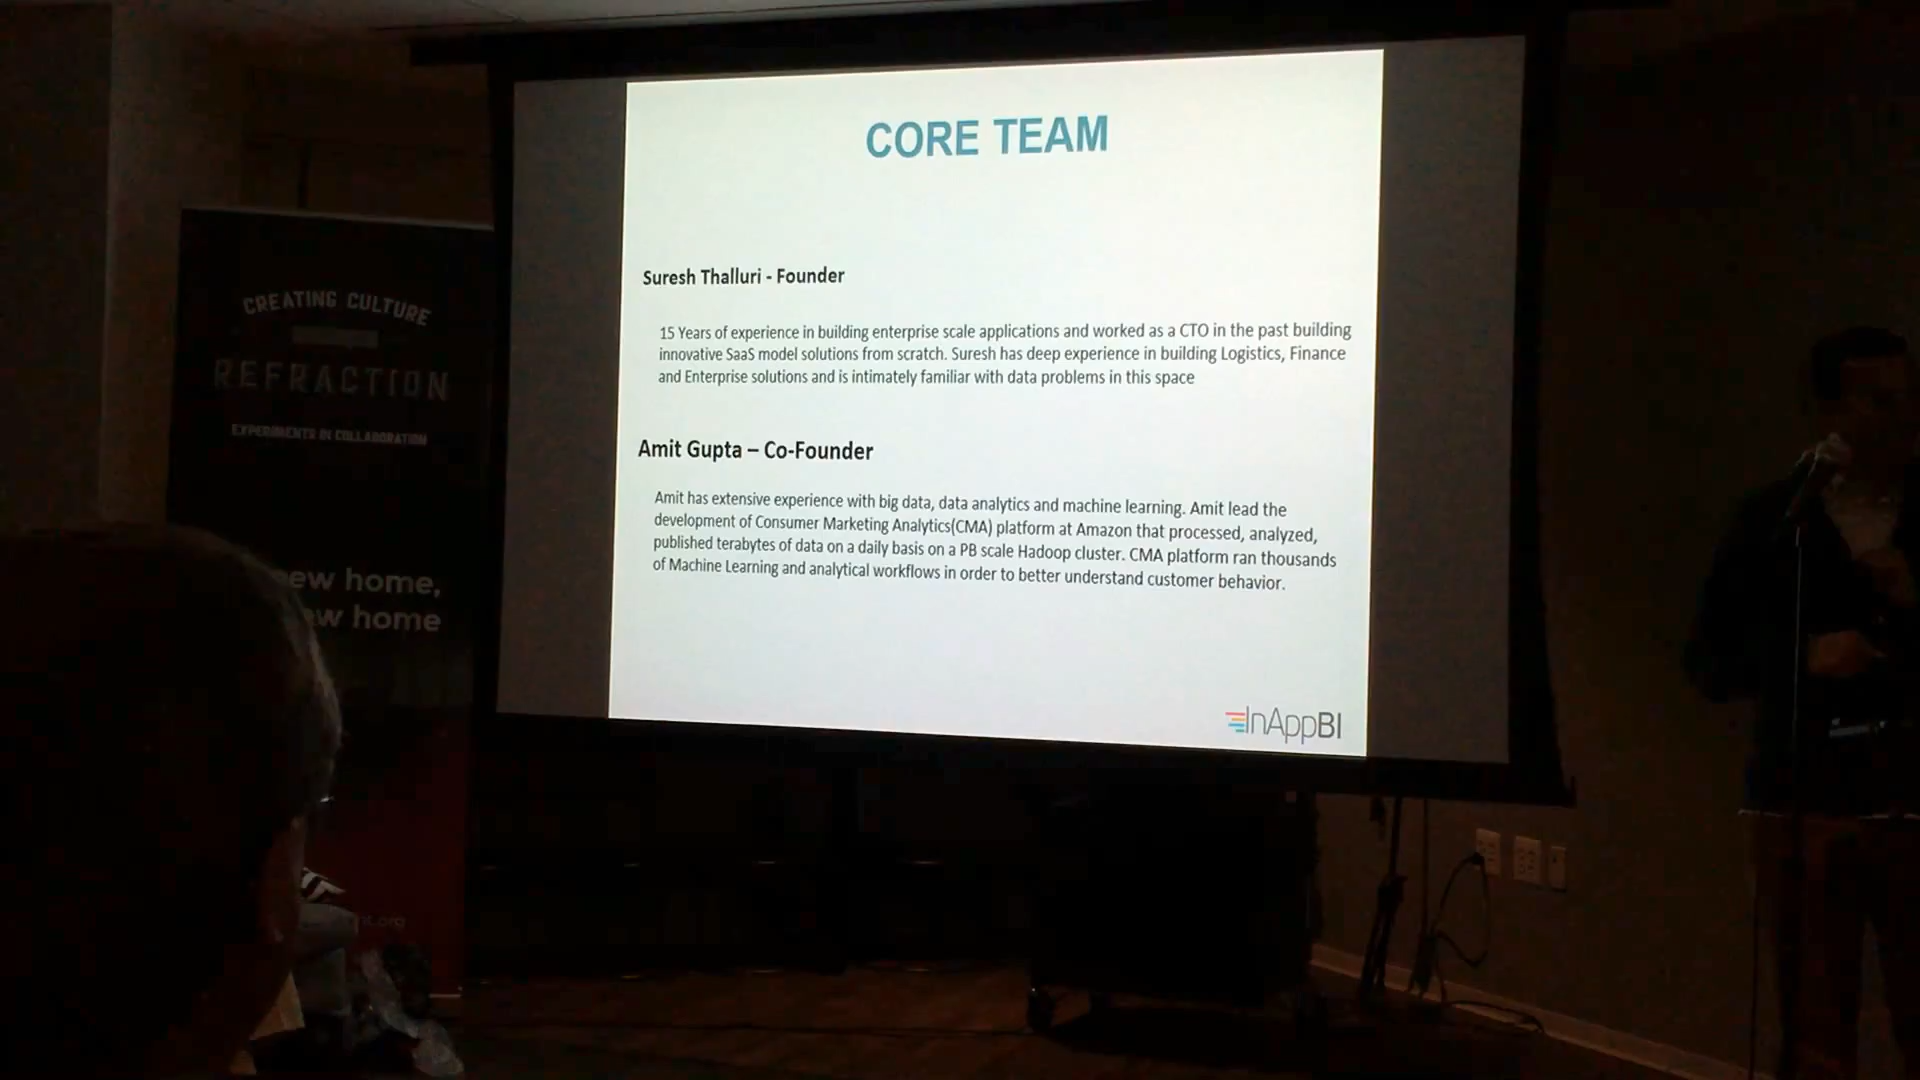 CORE TEAM
Suresh Thalluri - Founder
15 Years of experience in building enterprise scale applications and worked as a CTO in the past building
innovative SaaS model solutions from scratch. Suresh has deep experience in building Logistics, Finance
and Enterprise solutions and is intimately familiar with data problems in this space
Amit Gupta – Co-Founder
Amit has extensive experience with big data, data analytics and machine learning. Amit lead the
development of Consumer Marketing Analytics(CMA) platform at Amazon that processed, analyzed,
published terabytes of data on a daily basis on a PB scale Hadoop cluster. CMA platform ran thousands
of Machine Learning and analytical workflows in order to better understand customer behavior.
InAppBI
CREATING CULTURE
REFRACTION
EXPERIMENTS IN COLLABORATION
ew home,
w home
nt.org